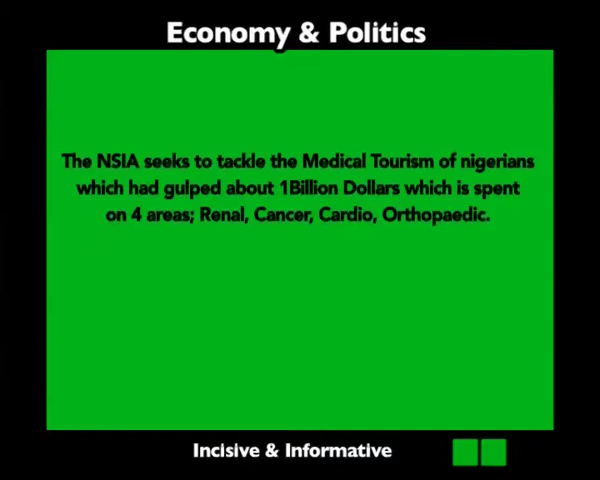 Economy & Politics
The NSIA seeks to tackle the Medical Tourism of nigerians
which had gulped about 1Billion Dollars which is spent
on 4 areas; Renal, Cancer, Cardio, Orthopaedic.
Incisive & Informative